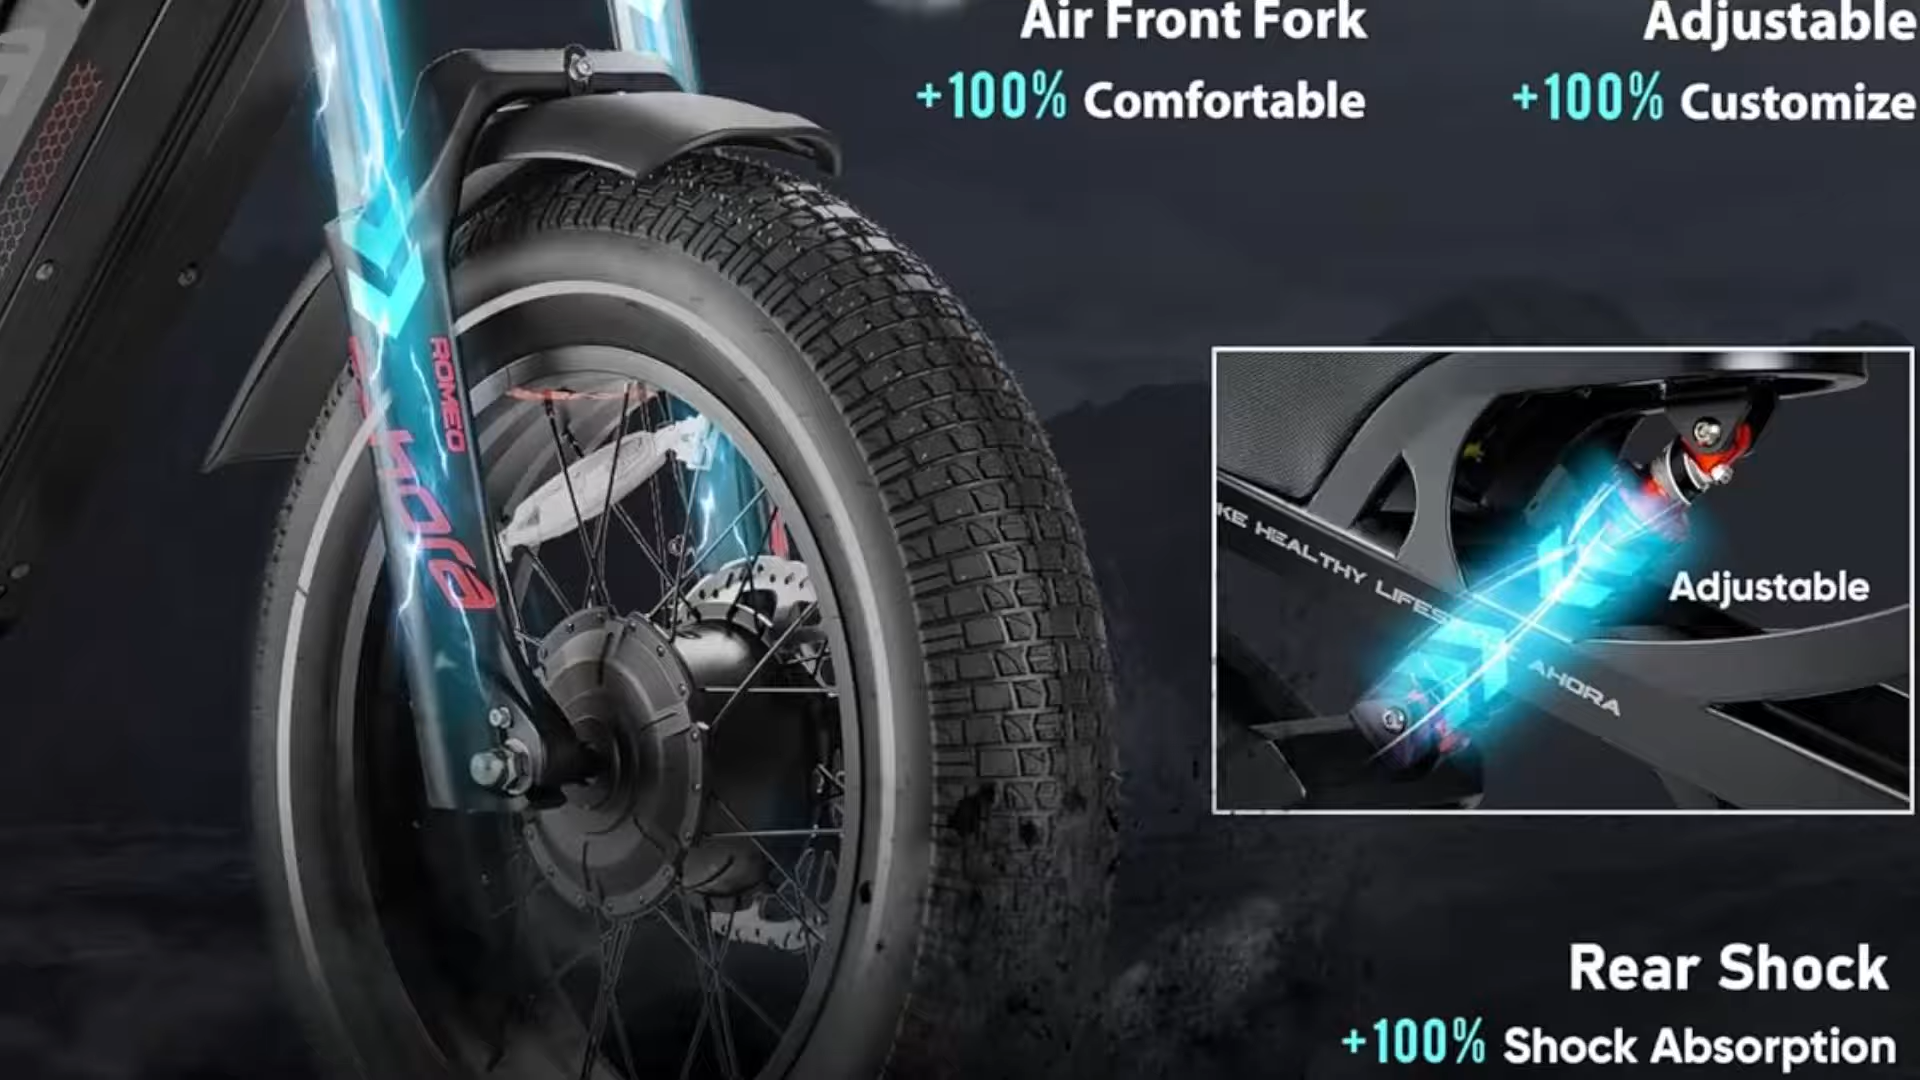 Air Front Fork
+100% Comfortable
Adjustable
+100% Customize
ROMEO
KE HEALTHY LIFES
AHORA
Adjustable
Rear Shock
+100% Shock Absorption